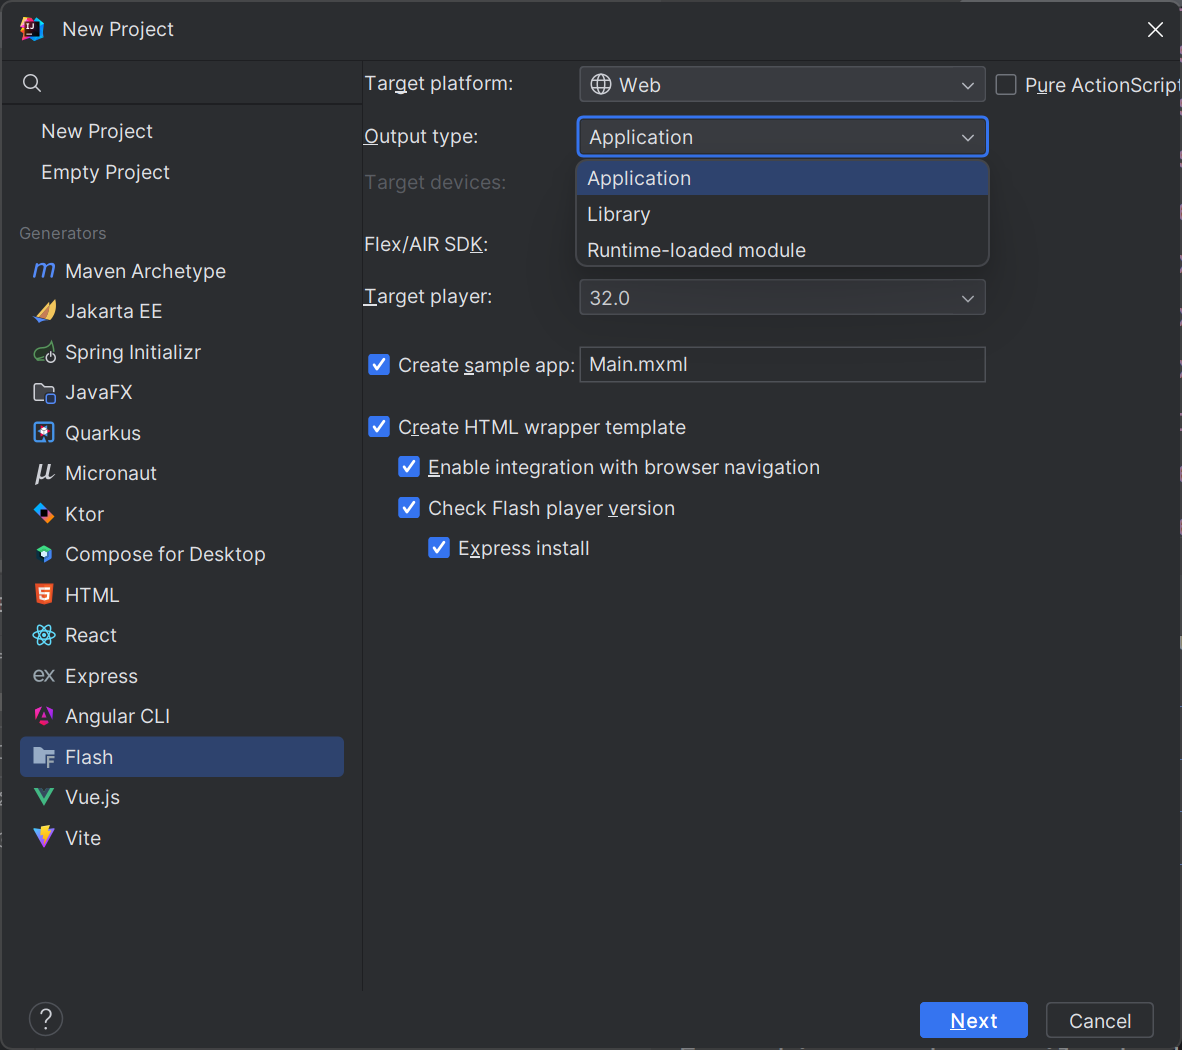 New Project
Target platform:
Web
Pure ActionScript
Output type:
Application
New Project
Empty Project
Target devices:
Application
Library
Runtime-loaded module
Generators
Flex/AIR SDK:
Maven Archetype
Target player:
32.0
Jakarta EE
Spring Initializr
Create sample app:
Main.mxml
JavaFX
Create HTML wrapper template
Quarkus
Enable integration with browser navigation
Micronaut
Check Flash player version
Ktor
Express install
Compose for Desktop
HTML
React
ex Express
Angular CLI
Flash
Vue.js
Vite
?
Next
Cancel